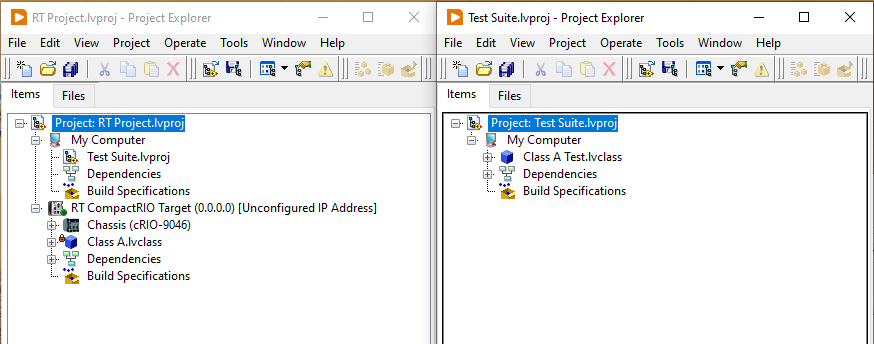 RT Project.lvproj - Project Explorer
File Edit View Project Operate Tools Window Help
Items Files
Project: RT Project.lvproj
My Computer
Test Suite.lvproj
Dependencies
Build Specifications
RT CompactRIO Target (0.0.0.0) [Unconfigured IP Address]
Chassis (cRIO-9046)
Class A.lvclass
Dependencies
Build Specifications
Test Suite.lvproj - Project Explorer
File Edit View Project Operate Tools Window Help
Items Files
Project: Test Suite.lvproj
My Computer
Class A Test.lvclass
Dependencies
Build Specifications